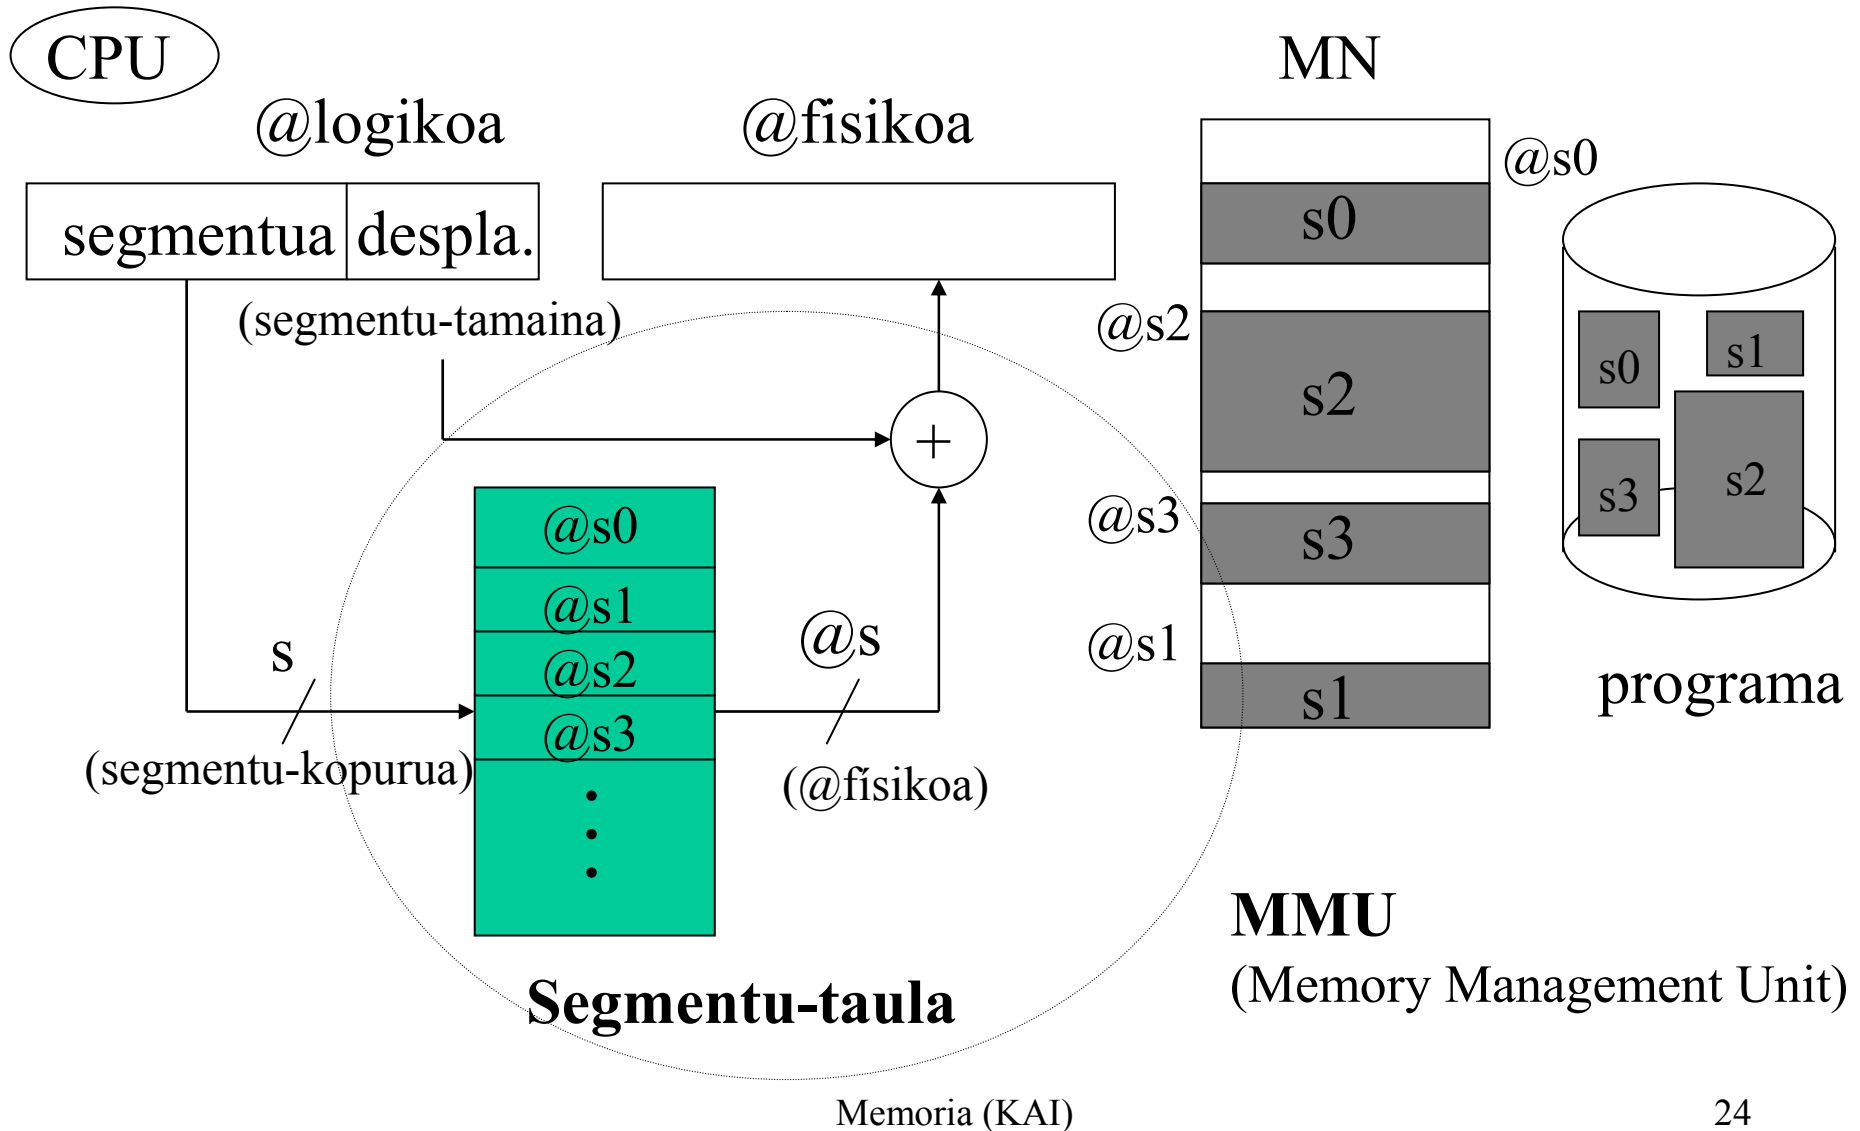 CPU
MN
@logikoa
@fisikoa
@s0
segmentua despla.
s0
(segmentu-tamaina)
@s2
s2
s0
s1
s3
s2
+
@s0
@s1
@s2
@s3
s
@s
@s3
s3
@s1
s1
programa
(segmentu-kopurua)
(@físikoa)
MMU
(Memory Management Unit)
Segmentu-taula
Memoria (KAI)
24